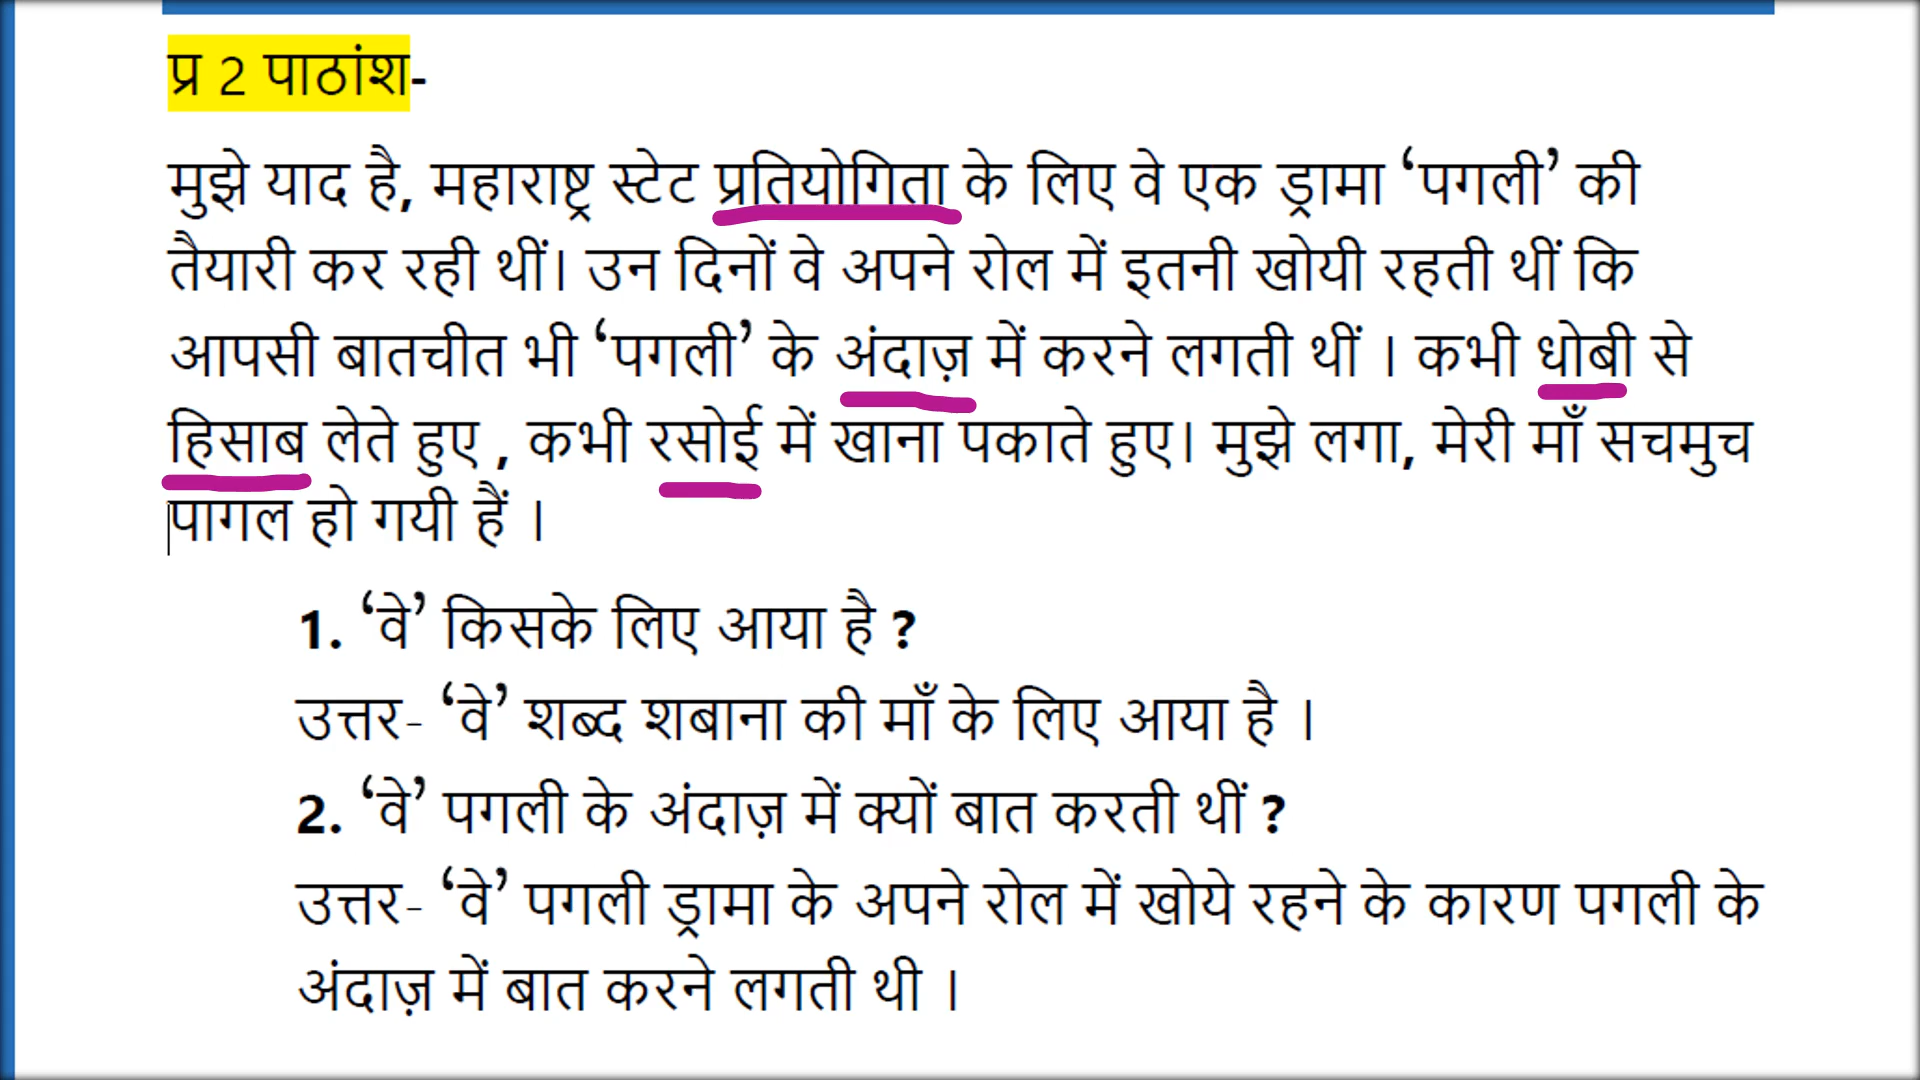 प्र 2 पाठांश-
मुझे याद है, महाराष्ट्र स्टेट प्रतियोगिता के लिए वे एक ड्रामा ‘पगली’ की
तैयारी कर रही थीं। उन दिनों वे अपने रोल में इतनी खोयी रहती थीं कि
आपसी बातचीत भी ‘पगली’ के अंदाज़ में करने लगती थीं । कभी धोबी से
हिसाब लेते हुए , कभी रसोई में खाना पकाते हुए। मुझे लगा, मेरी माँ सचमुच
पागल हो गयी हैं ।
1. ‘वे’ किसके लिए आया है ?
उत्तर- ‘वे’ शब्द शबाना की माँ के लिए आया है ।
2. ‘वे’ पगली के अंदाज़ में क्यों बात करती थीं ?
उत्तर- ‘वे’ पगली ड्रामा के अपने रोल में खोये रहने के कारण पगली के
अंदाज़ में बात करने लगती थी ।